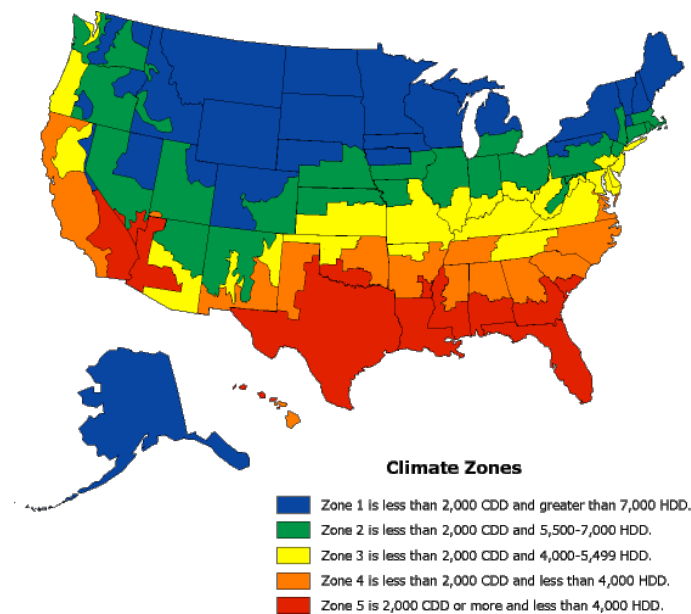 Climate Zones
Zone 1 is less than 2,000 CDD and greater than 7,000 HDD.
Zone 2 is less than 2,000 CDD and 5,500-7,000 HDD.
Zone 3 is less than 2,000 CDD and 4,000-5,499 HDD.
Zone 4 is less than 2,000 CDD and less than 4,000 HDD.
Zone 5 is 2,000 CDD or more and less than 4,000 HDD.